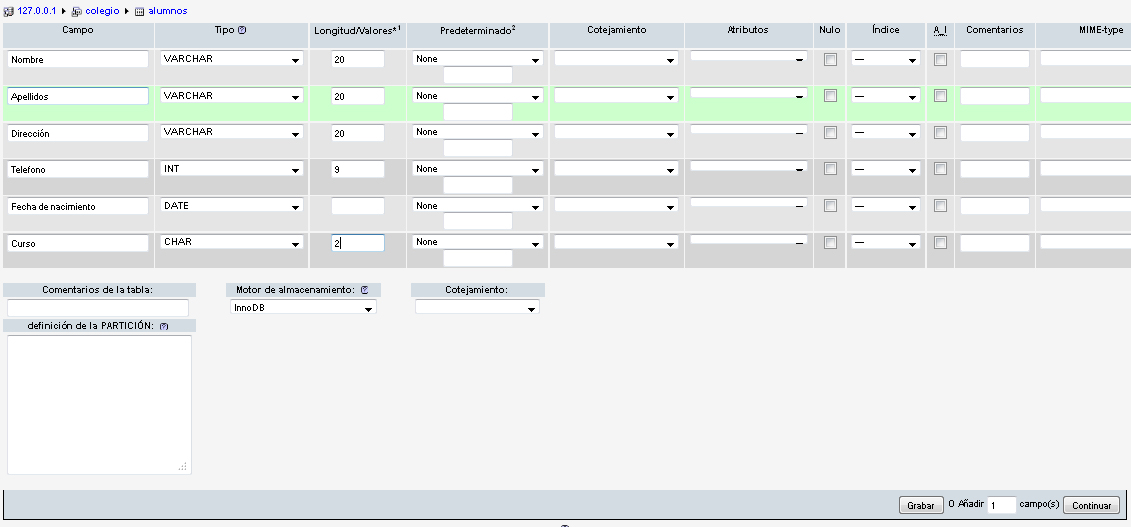 127.0.0.1 ▸ colegio ▸ alumnos
Campo Tipo Longitud/Valores*1 Predeterminado2 Cotejamiento Atributos Nulo Índice A_I Comentarios MIME-type
Nombre VARCHAR 20 None —
Apellidos VARCHAR 20 None —
Dirección VARCHAR 20 None —
Telefono INT 9 None —
Fecha de nacimiento DATE None —
Curso CHAR 2 None —
Comentarios de la tabla: Motor de almacenamiento: Cotejamiento:
InnoDB
definición de la PARTICIÓN:
Grabar O Añadir 1 campo(s) Continuar